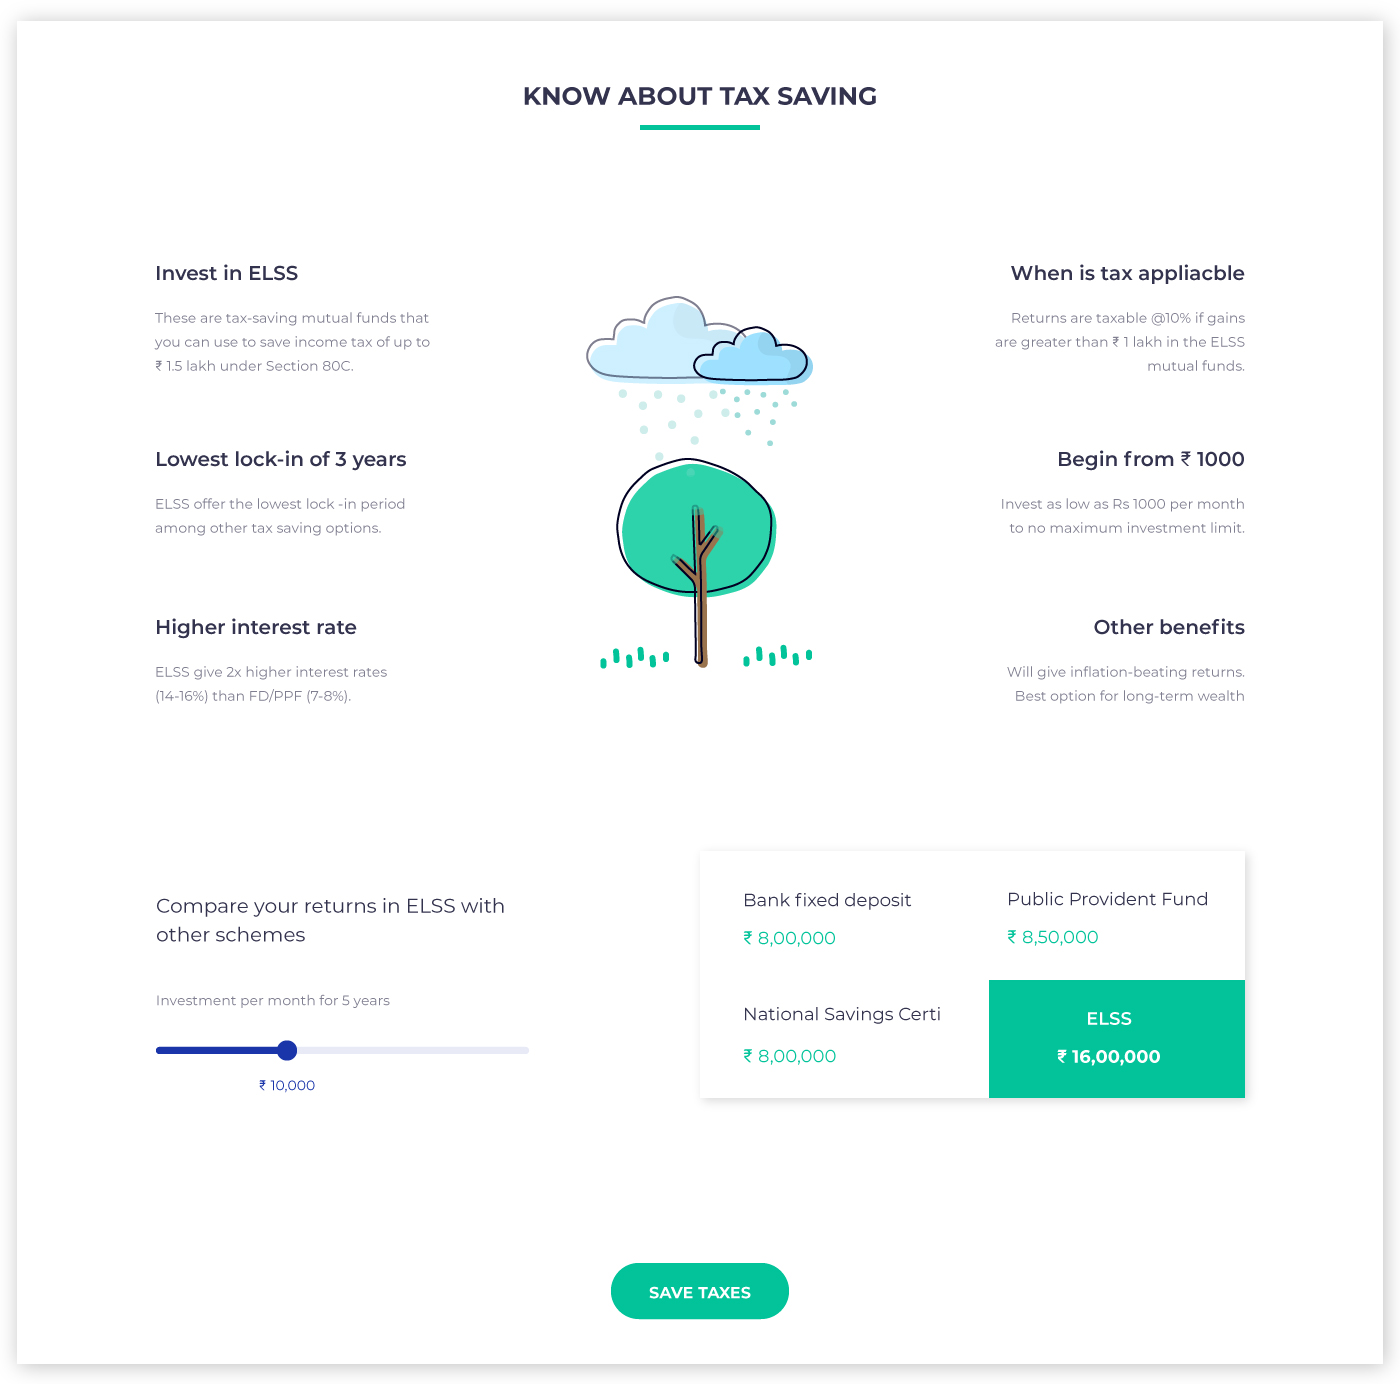 KNOW ABOUT TAX SAVING
Invest in ELSS
These are tax-saving mutual funds that
you can use to save income tax of up to
₹ 1.5 lakh under Section 80C.
Lowest lock-in of 3 years
ELSS offer the lowest lock -in period
among other tax saving options.
Higher interest rate
ELSS give 2x higher interest rates
(14-16%) than FD/PPF (7-8%).
When is tax appliacble
Returns are taxable @10% if gains
are greater than ₹ 1 lakh in the ELSS
mutual funds.
Begin from ₹ 1000
Invest as low as Rs 1000 per month
to no maximum investment limit.
Other benefits
Will give inflation-beating returns.
Best option for long-term wealth
Compare your returns in ELSS with
other schemes
Investment per month for 5 years
₹ 10,000
Bank fixed deposit
₹ 8,00,000
Public Provident Fund
₹ 8,50,000
National Savings Certi
₹ 8,00,000
ELSS
₹ 16,00,000
SAVE TAXES